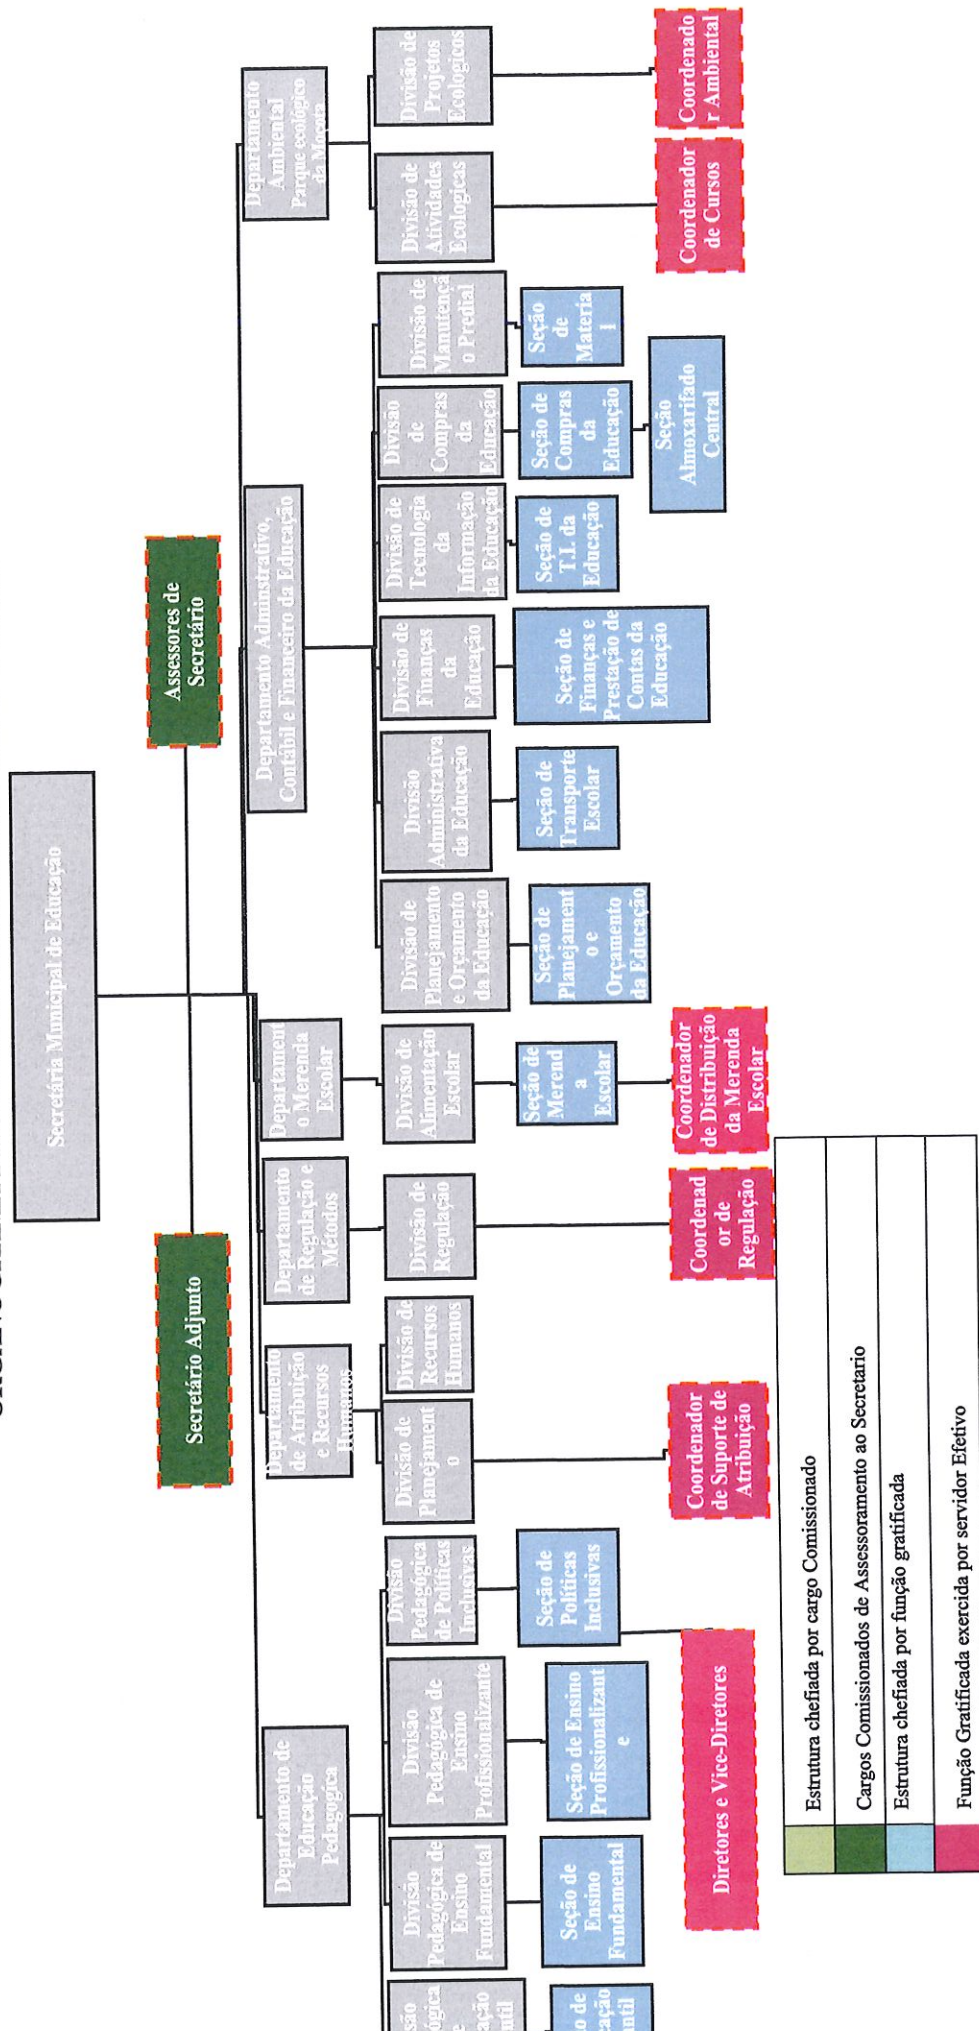 Secretária Municipal de Educação
Secretário Adjunto
Assessores de
Secretário
Departamento de
Educação
Pedagogica
Departamento
de Atribuição
e Recursos
Humanos
Departamento
de Regulação e
Métodos
Departament
o Merenda
Escolar
Departamento Adminstrativo,
Contábil e Financeiro da Educação
Departamento
Ambiental
Parque ecológico
da Moçota
Divisão
Pedagógica de
Ensino
Fundamental
Divisão
Pedagogica de
Ensino
Profissionalizante
Divisão
Pedagógica
de Políticas
Inclusivas
Divisão de
Planejament
o
Divisão de
Recursos
Humanos
Divisão de
Regulação
Divisão de
Alimentação
Escolar
Divisão de
Planejamento
e Orçamento
da Educação
Divisão
Administrativa
da Educação
Divisão de
Finanças
da
Educação
Divisão de
Tecnologia
da
Informação
da Educação
Divisão
de
Compras
da
Educação
Divisão de
Manutençã
o Predial
Divisão de
Atividades
Ecologicas
Divisão de
Projetos
Ecologicos
Seção de
Ensino
Fundamental
Seção de Ensino
Profissionalizant
e
Seção de
Políticas
Inclusivas
Seção de
Merend
a
Escolar
Seção de
Planejament
o e
Orçamento
da Educação
Seção de
Transporte
Escolar
Seção de
Finanças e
Prestação de
Contas da
Educação
Seção de
T.I. da
Educação
Seção de
Compras
da
Educação
Seção
de
Materia
l
Seção
Almoxarifado
Central
Diretores e Vice-Diretores
Coordenador
de Suporte de
Atribuição
Coordenad
or de
Regulação
Coordenador
de Distribuição
da Merenda
Escolar
Coordenador
de Cursos
Coordenado
r Ambiental
Estrutura chefiada por cargo Comissionado
Cargos Comissionados de Assessoramento ao Secretario
Estrutura chefiada por função gratificada
Função Gratificada exercida por servidor Efetivo